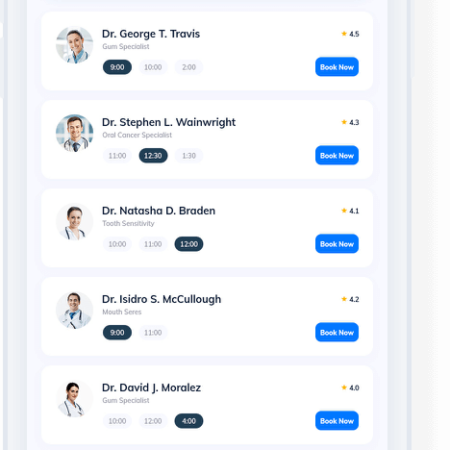 Dr. George T. Travis
★ 4.5
Gum Specialist
9:00 10:00 2:00
Book Now
Dr. Stephen L. Wainwright
★ 4.3
Oral Cancer Specialist
11:00 12:30 1:30
Book Now
Dr. Natasha D. Braden
★ 4.1
Tooth Sensitivity
10:00 11:00 12:00
Book Now
Dr. Isidro S. McCullough
★ 4.2
Mouth Sores
9:00 11:00
Book Now
Dr. David J. Moralez
★ 4.0
Gum Specialist
10:00 12:00 4:00
Book Now